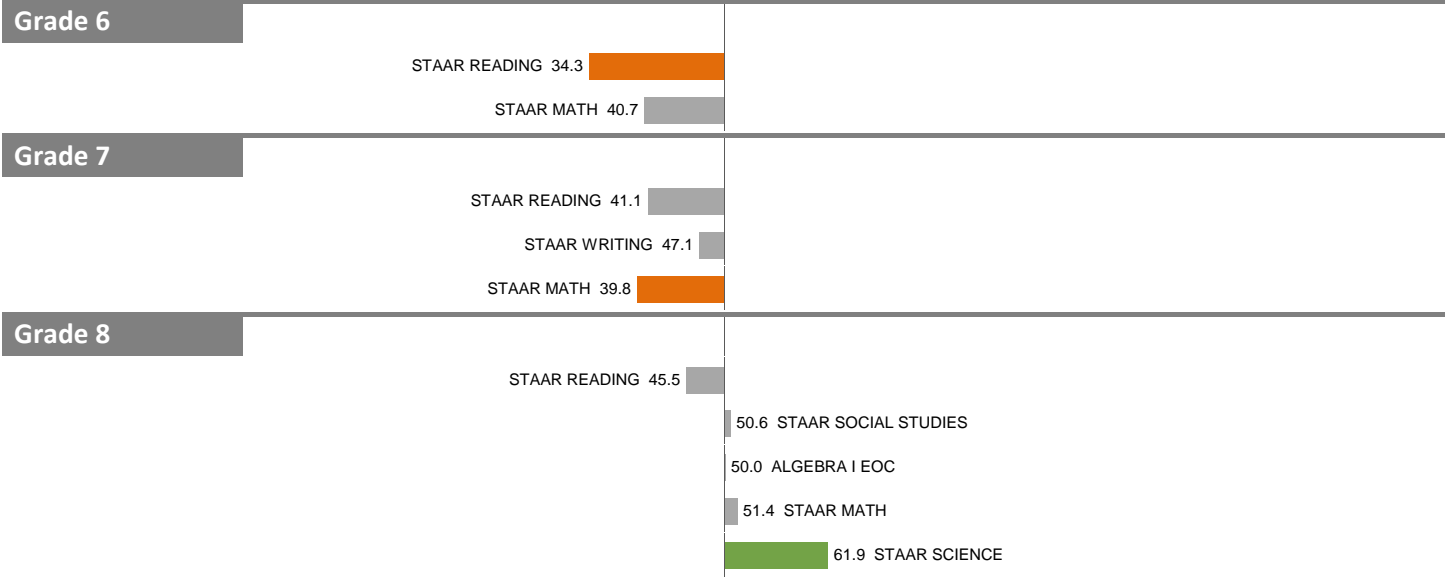 Grade 6
STAAR READING 34.3
STAAR MATH 40.7
Grade 7
STAAR READING 41.1
STAAR WRITING 47.1
STAAR MATH 39.8
Grade 8
STAAR READING 45.5
50.6 STAAR SOCIAL STUDIES
50.0 ALGEBRA I EOC
51.4 STAAR MATH
61.9 STAAR SCIENCE